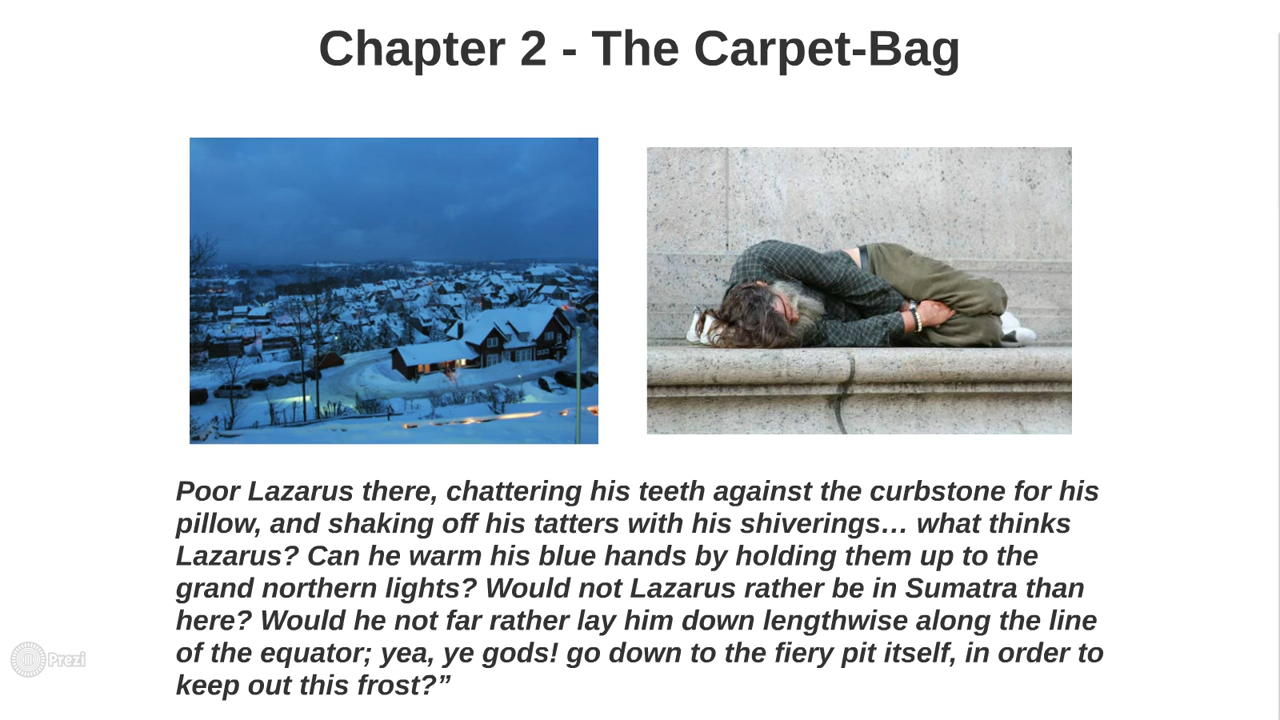 Chapter 2 - The Carpet-Bag
Poor Lazarus there, chattering his teeth against the curbstone for his
pillow, and shaking off his tatters with his shiverings… what thinks
Lazarus? Can he warm his blue hands by holding them up to the
grand northern lights? Would not Lazarus rather be in Sumatra than
here? Would he not far rather lay him down lengthwise along the line
of the equator; yea, ye gods! go down to the fiery pit itself, in order to
keep out this frost?”
Prezi